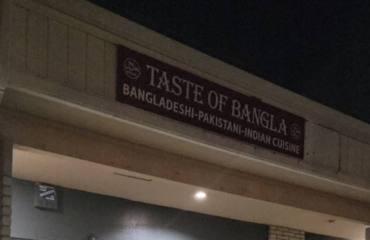 TASTE OF BANGLA
BANGLADESHI-PAKISTANI-INDIAN CUISINE